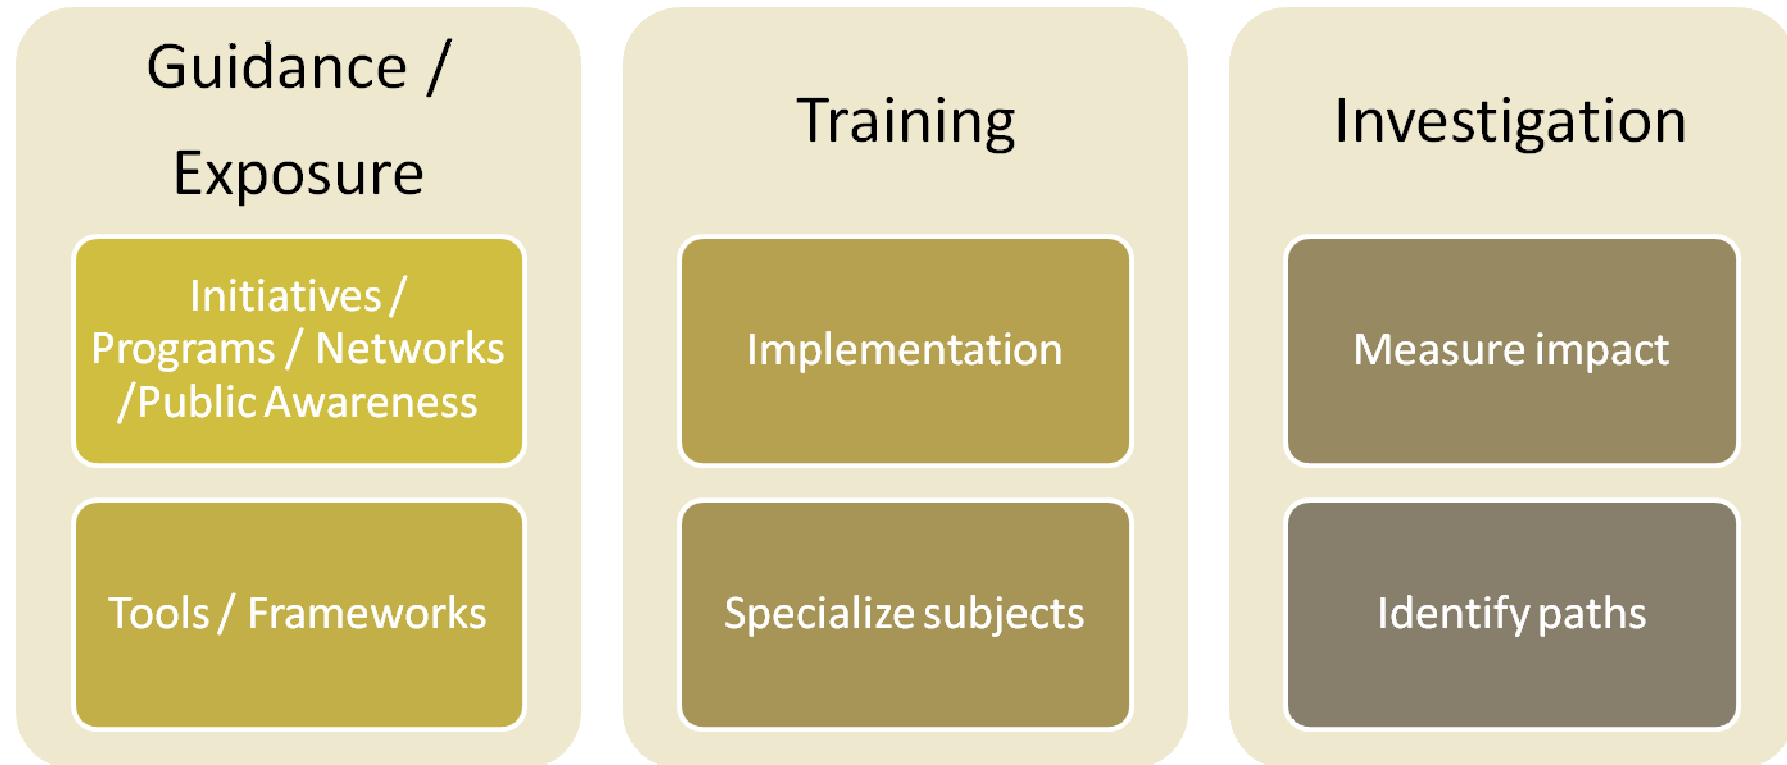 Guidance /
Exposure
Initiatives /
Programs / Networks
/Public Awareness
Tools / Frameworks
Training
Implementation
Specialize subjects
Investigation
Measure impact
Identify paths